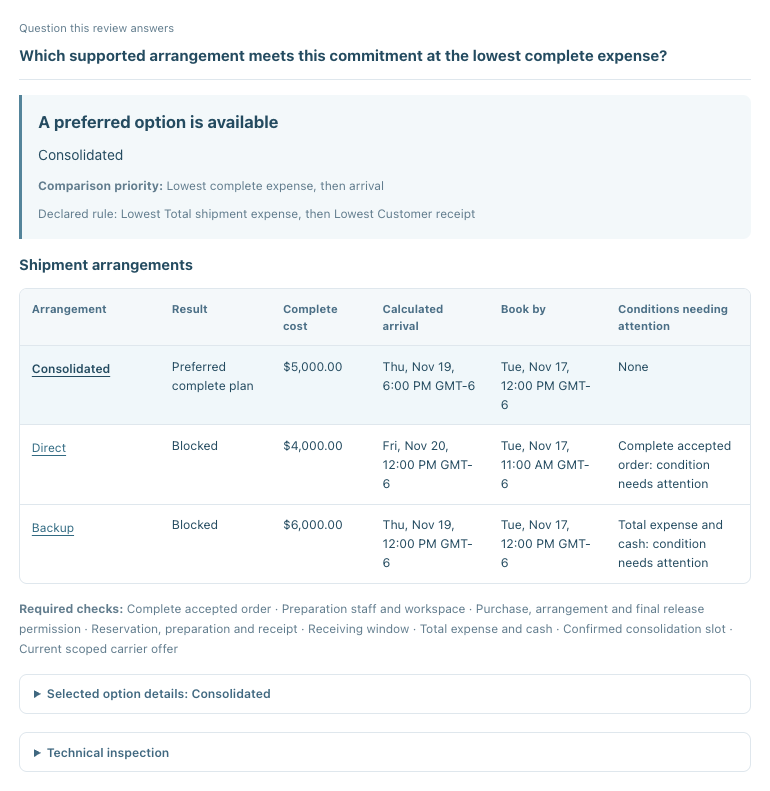 Question this review answers
Which supported arrangement meets this commitment at the lowest complete expense?
A preferred option is available
Consolidated
Comparison priority: Lowest complete expense, then arrival
Declared rule: Lowest Total shipment expense, then Lowest Customer receipt
Shipment arrangements
Arrangement Result Complete cost Calculated arrival Book by Conditions needing attention
Consolidated Preferred complete plan $5,000.00 Thu, Nov 19, 6:00 PM GMT-6 Tue, Nov 17, 12:00 PM GMT-6 None
Direct Blocked $4,000.00 Fri, Nov 20, 12:00 PM GMT-6 Tue, Nov 17, 11:00 AM GMT-6 Complete accepted order: condition needs attention
Backup Blocked $6,000.00 Thu, Nov 19, 12:00 PM GMT-6 Tue, Nov 17, 12:00 PM GMT-6 Total expense and cash: condition needs attention
Required checks: Complete accepted order · Preparation staff and workspace · Purchase, arrangement and final release
permission · Reservation, preparation and receipt · Receiving window · Total expense and cash · Confirmed consolidation slot ·
Current scoped carrier offer
Selected option details: Consolidated
Technical inspection